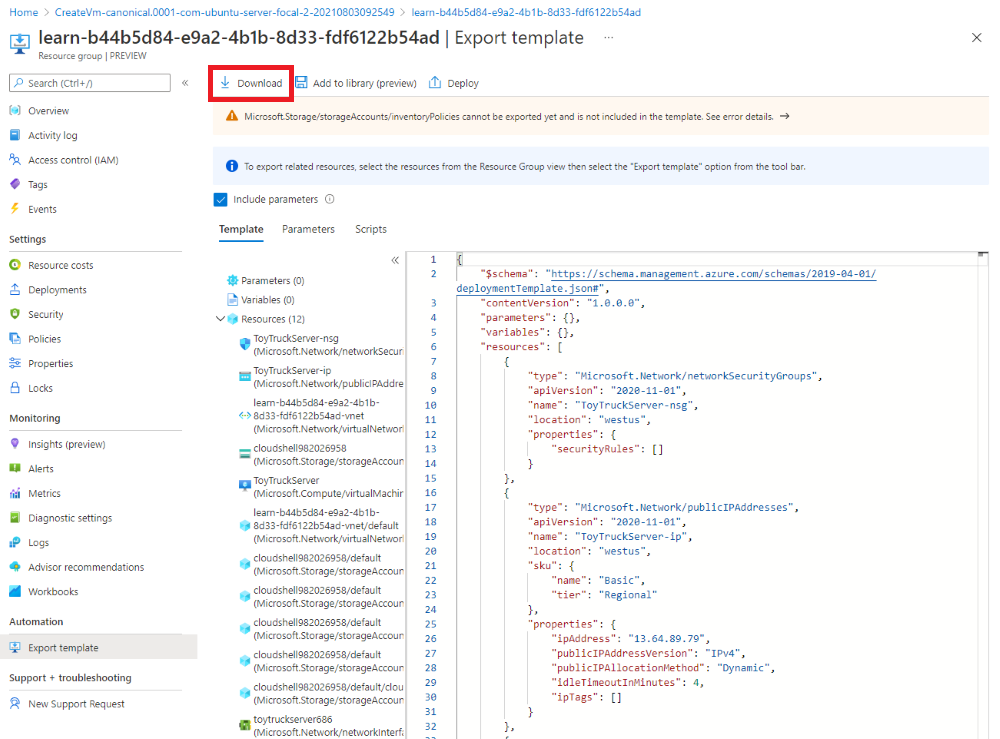 Home > CreateVm-canonical.0001-com-ubuntu-server-focal-2-20210803092549 > learn-b44b5d84-e9a2-4b1b-8d33-fdf6122b54ad
learn-b44b5d84-e9a2-4b1b-8d33-fdf6122b54ad | Export template ...
Resource group | PREVIEW
Search (Ctrl+/)
Overview
Activity log
Access control (IAM)
Tags
Events
Settings
Resource costs
Deployments
Security
Policies
Properties
Locks
Monitoring
Insights (preview)
Alerts
Metrics
Diagnostic settings
Logs
Advisor recommendations
Workbooks
Automation
Export template
Support + troubleshooting
New Support Request
Download
Add to library (preview)
Deploy
Microsoft.Storage/storageAccounts/inventoryPolicies cannot be exported yet and is not included in the template. See error details. →
To export related resources, select the resources from the Resource Group view then select the "Export template" option from the tool bar.
Include parameters
Template Parameters Scripts
Parameters (0)
Variables (0)
Resources (12)
ToyTruckServer-nsg
(Microsoft.Network/networkSecuri
ToyTruckServer-ip
(Microsoft.Network/publicIPAddre
learn-b44b5d84-e9a2-4b1b-
8d33-fdf6122b54ad-vnet
(Microsoft.Network/virtualNetwor
cloudshell982026958
(Microsoft.Storage/storageAccoun
ToyTruckServer
(Microsoft.Compute/virtualMachin
learn-b44b5d84-e9a2-4b1b-
8d33-fdf6122b54ad-vnet/default
(Microsoft.Network/virtualNetwor
cloudshell982026958/default
(Microsoft.Storage/storageAccoun
cloudshell982026958/default
(Microsoft.Storage/storageAccoun
cloudshell982026958/default
(Microsoft.Storage/storageAccoun
cloudshell982026958/default
(Microsoft.Storage/storageAccoun
cloudshell982026958/default/clou
(Microsoft.Storage/storageAccoun
toytruckserver686
(Microsoft.Network/networkInterfa
1 {
2 "$schema": "https://schema.management.azure.com/schemas/2019-04-01/
deploymentTemplate.json#",
3 "contentVersion": "1.0.0.0",
4 "parameters": {},
5 "variables": {},
6 "resources": [
7 {
8 "type": "Microsoft.Network/networkSecurityGroups",
9 "apiVersion": "2020-11-01",
10 "name": "ToyTruckServer-nsg",
11 "location": "westus",
12 "properties": {
13 "securityRules": []
14 }
15 },
16 {
17 "type": "Microsoft.Network/publicIPAddresses",
18 "apiVersion": "2020-11-01",
19 "name": "ToyTruckServer-ip",
20 "location": "westus",
21 "sku": {
22 "name": "Basic",
23 "tier": "Regional"
24 },
25 "properties": {
26 "ipAddress": "13.64.89.79",
27 "publicIPAddressVersion": "IPv4",
28 "publicIPAllocationMethod": "Dynamic",
29 "idleTimeoutInMinutes": 4,
30 "ipTags": []
31 }
32 },